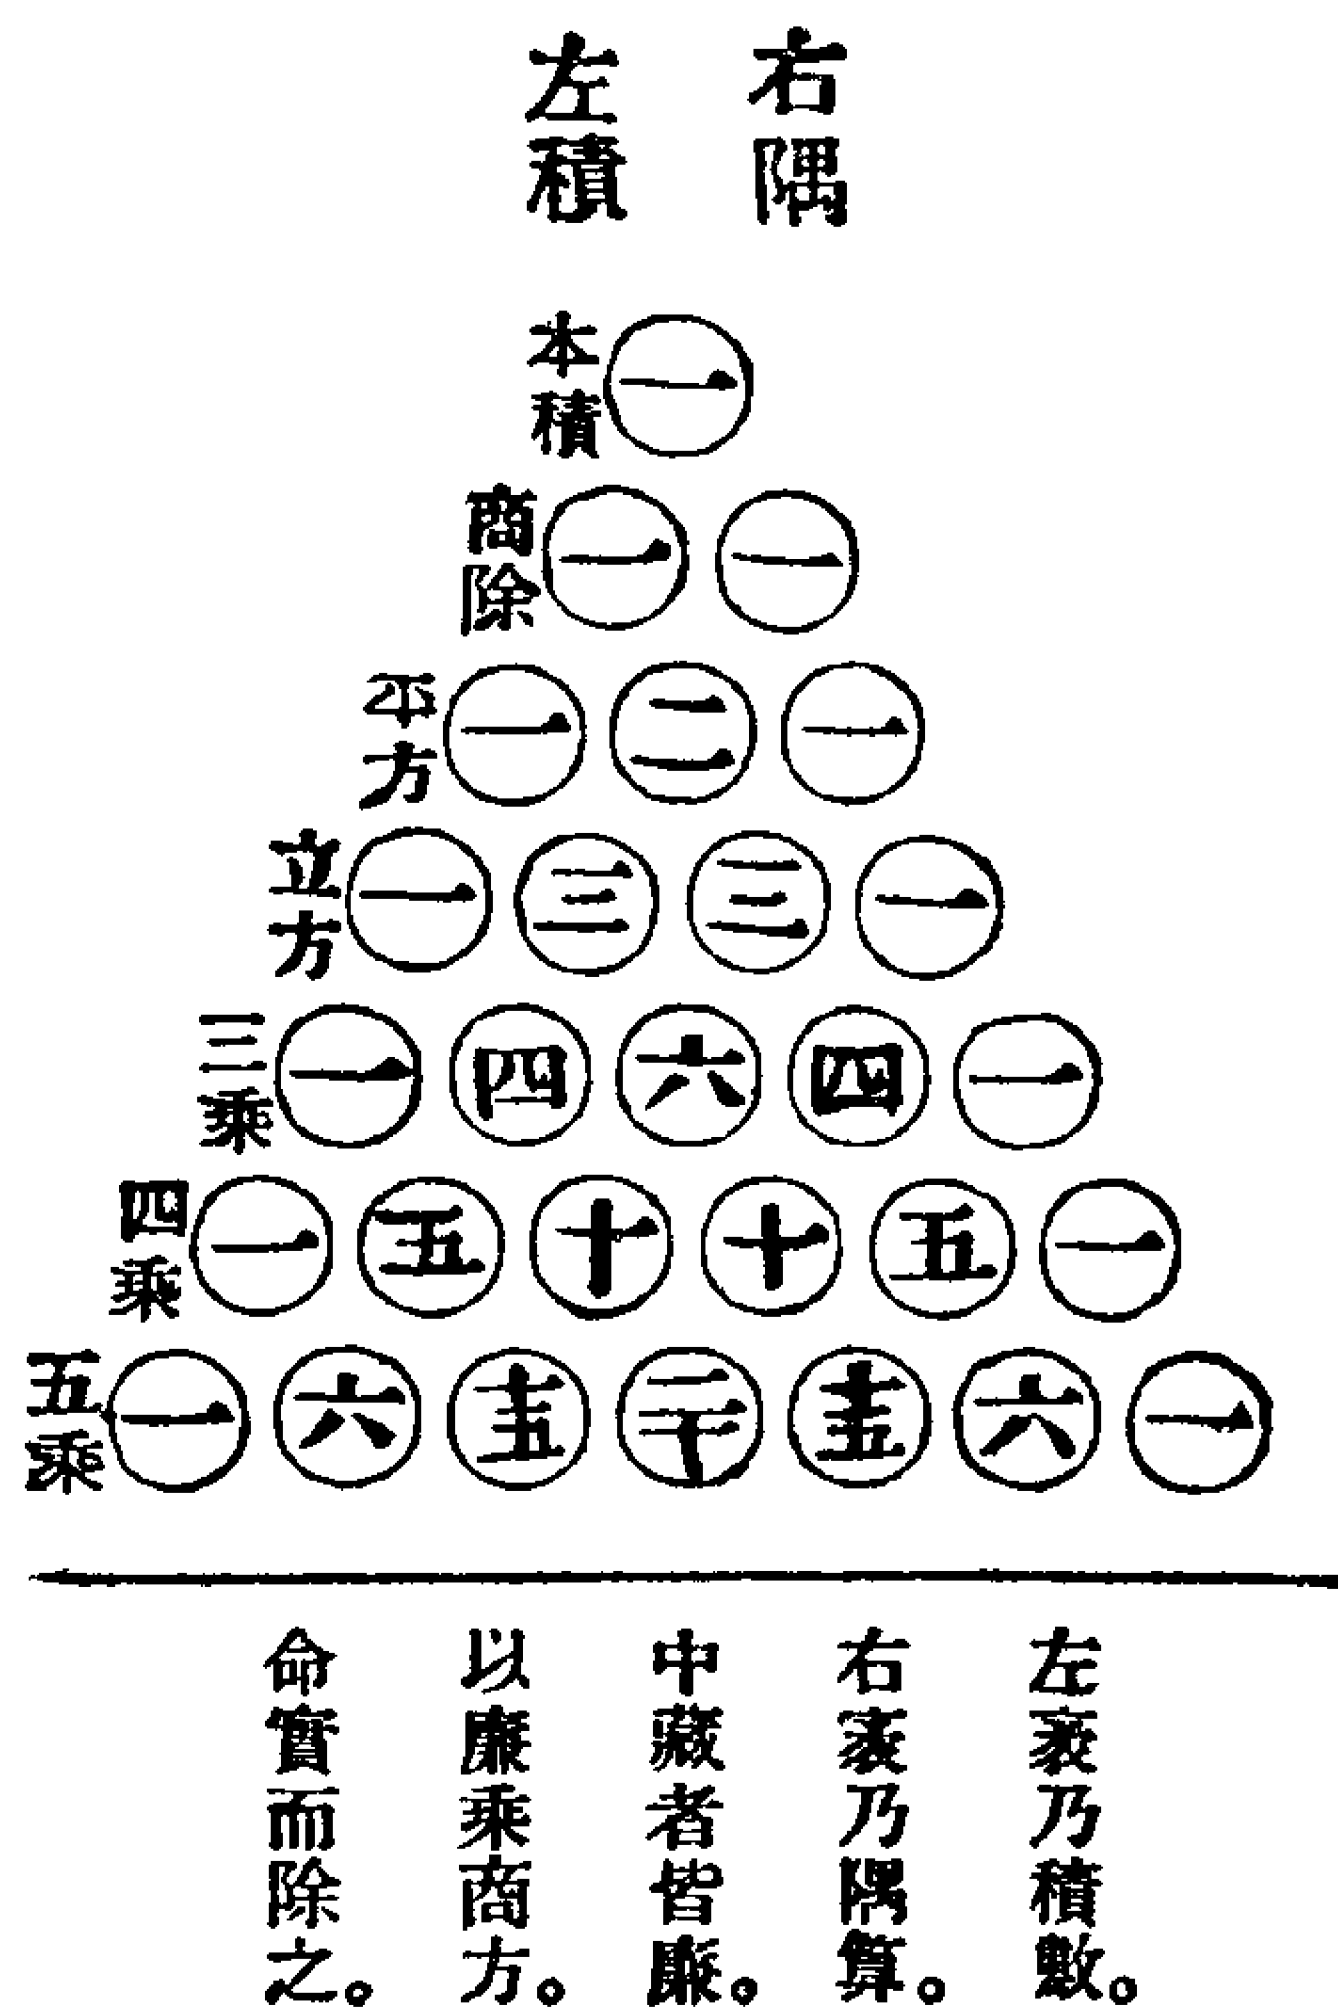 右隅
左積
本積 一
商除 一 一
平方 一 二 一
立方 一 三 三 一
三乘 一 四 六 四 一
四乘 一 五 十 十 五 一
五乘 一 六 十五 二十 十五 六 一
左袤乃積數。
右袤乃隅算。
中藏者皆廉。
以廉乘商方。
命實而除之。